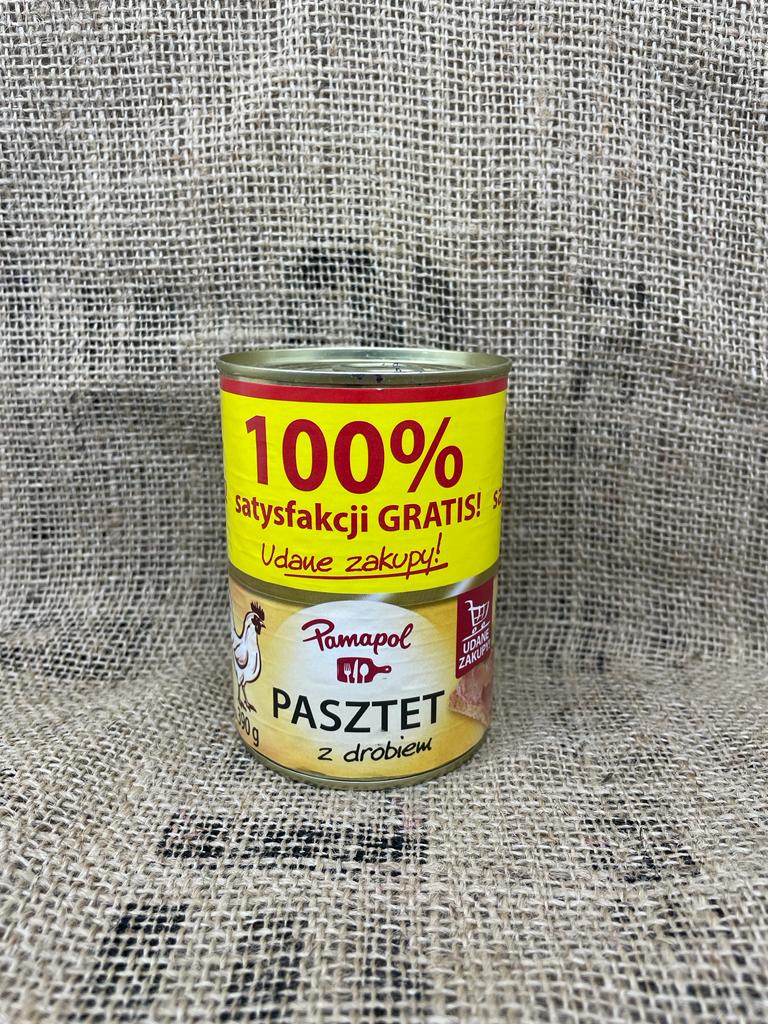 100%
satysfakcji GRATIS!
Udane zakupy!
Pamapol
UDANE
ZAKUPY!
PASZTET
z drobiem